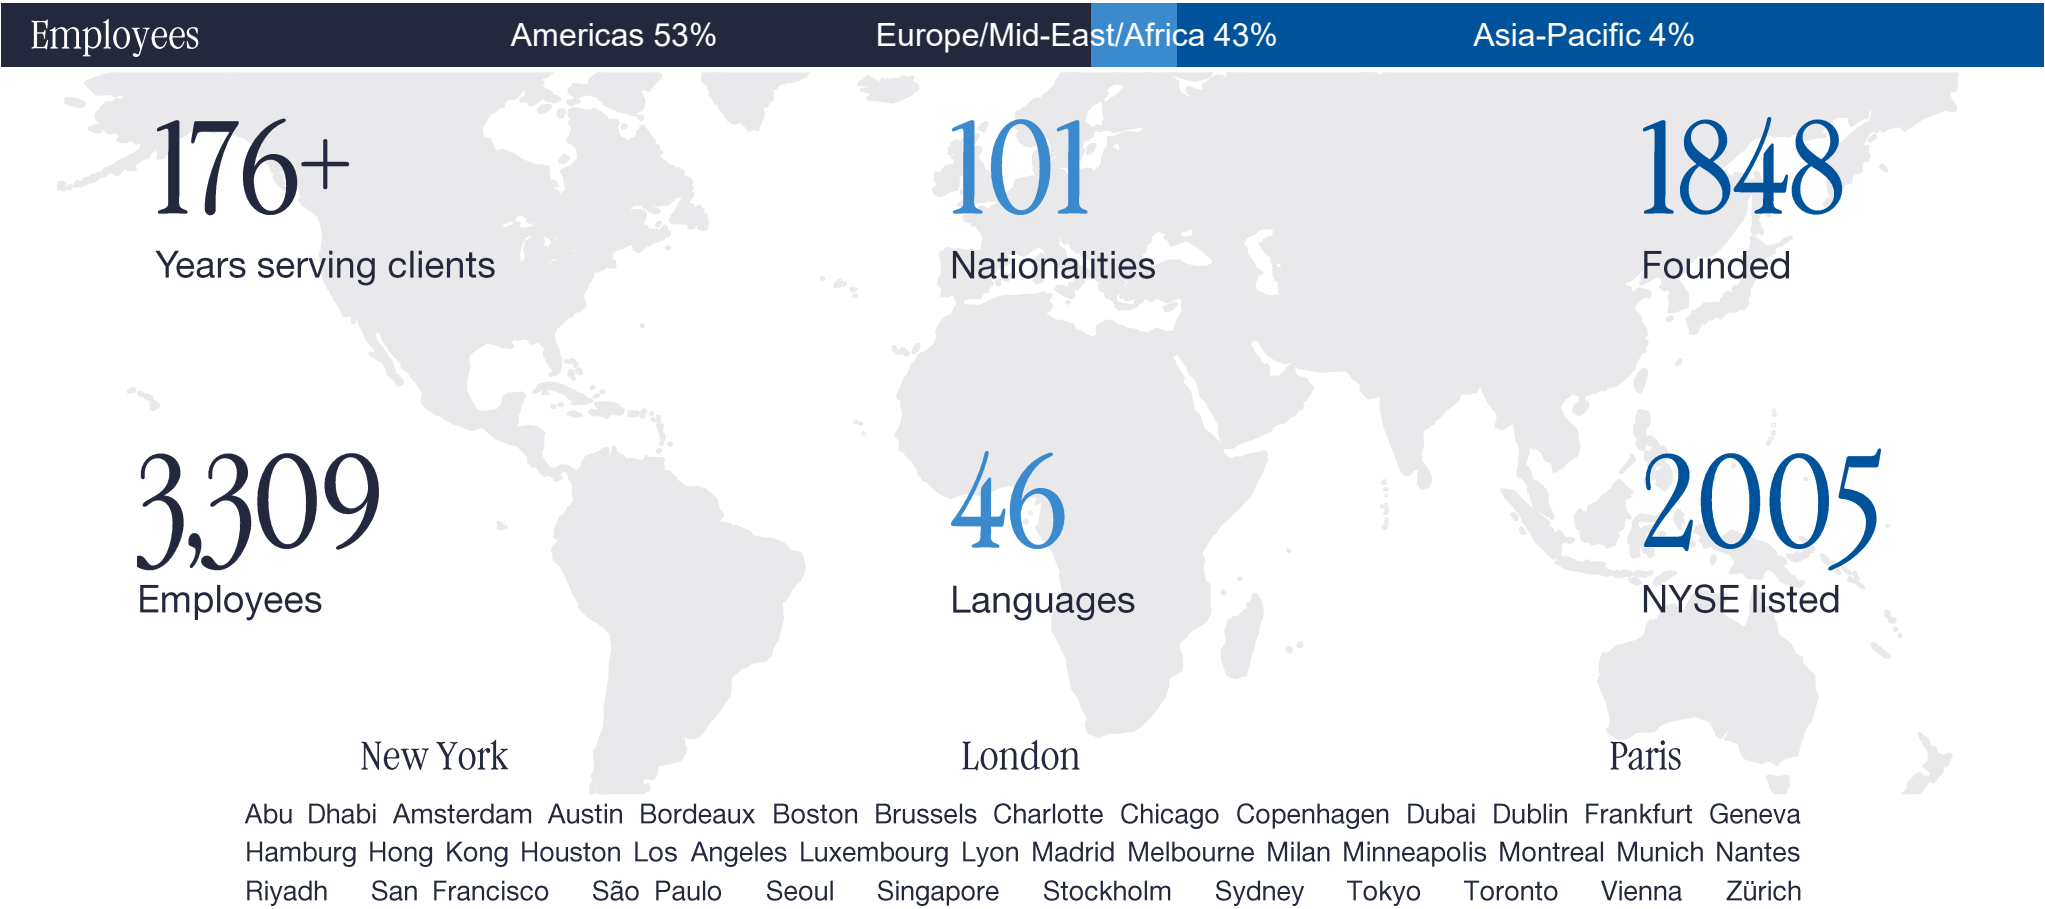 Employees Americas 53% Europe/Mid-East/Africa 43% Asia-Pacific 4%
176+ 101 1848
Years serving clients Nationalities Founded
3,309 46 2005
Employees Languages NYSE listed
New York London Paris
Abu Dhabi Amsterdam Austin Bordeaux Boston Brussels Charlotte Chicago Copenhagen Dubai Dublin Frankfurt Geneva
Hamburg Hong Kong Houston Los Angeles Luxembourg Lyon Madrid Melbourne Milan Minneapolis Montreal Munich Nantes
Riyadh San Francisco São Paulo Seoul Singapore Stockholm Sydney Tokyo Toronto Vienna Zürich